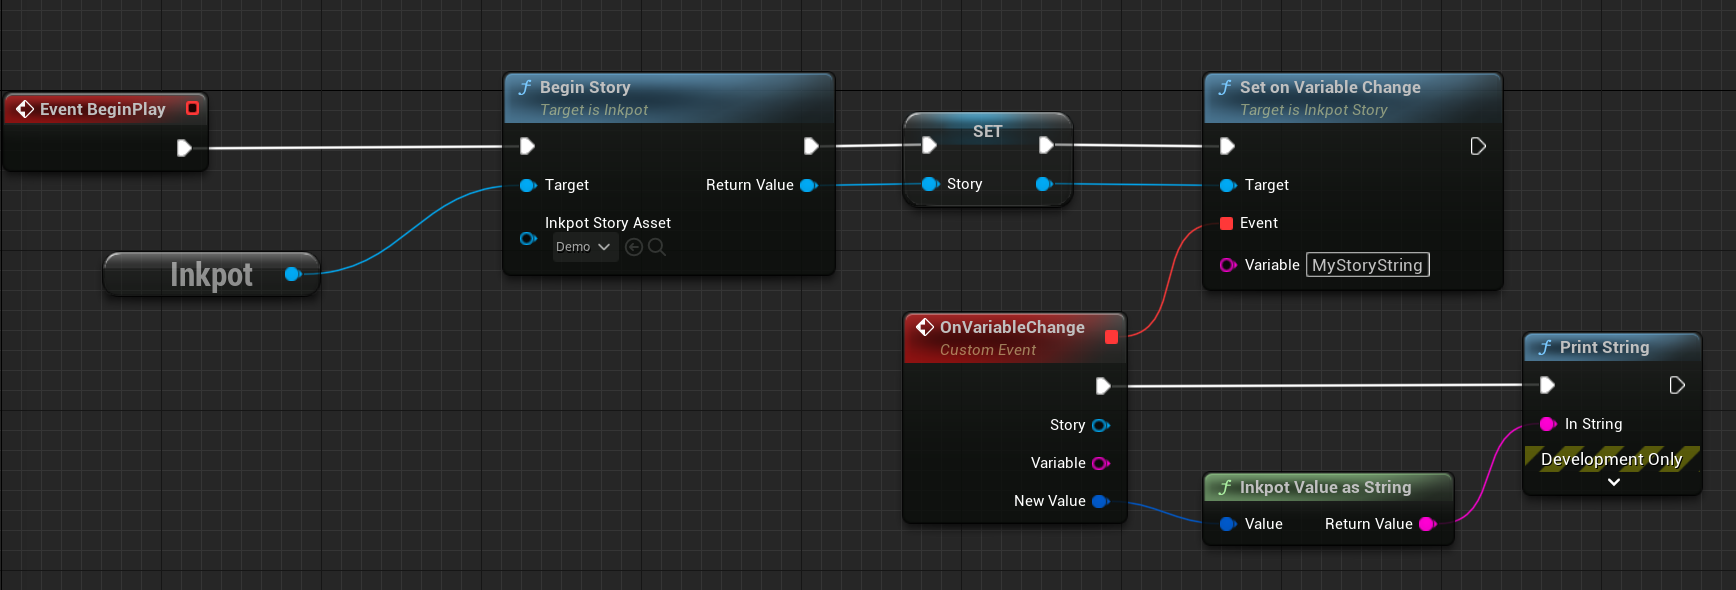 Event BeginPlay
Inkpot
f Begin Story
Target is Inkpot
Target
Return Value
Inkpot Story Asset
Demo
SET
Story
f Set on Variable Change
Target is Inkpot Story
Target
Event
Variable MyStoryString
OnVariableChange
Custom Event
Story
Variable
New Value
f Inkpot Value as String
Value Return Value
f Print String
In String
Development Only